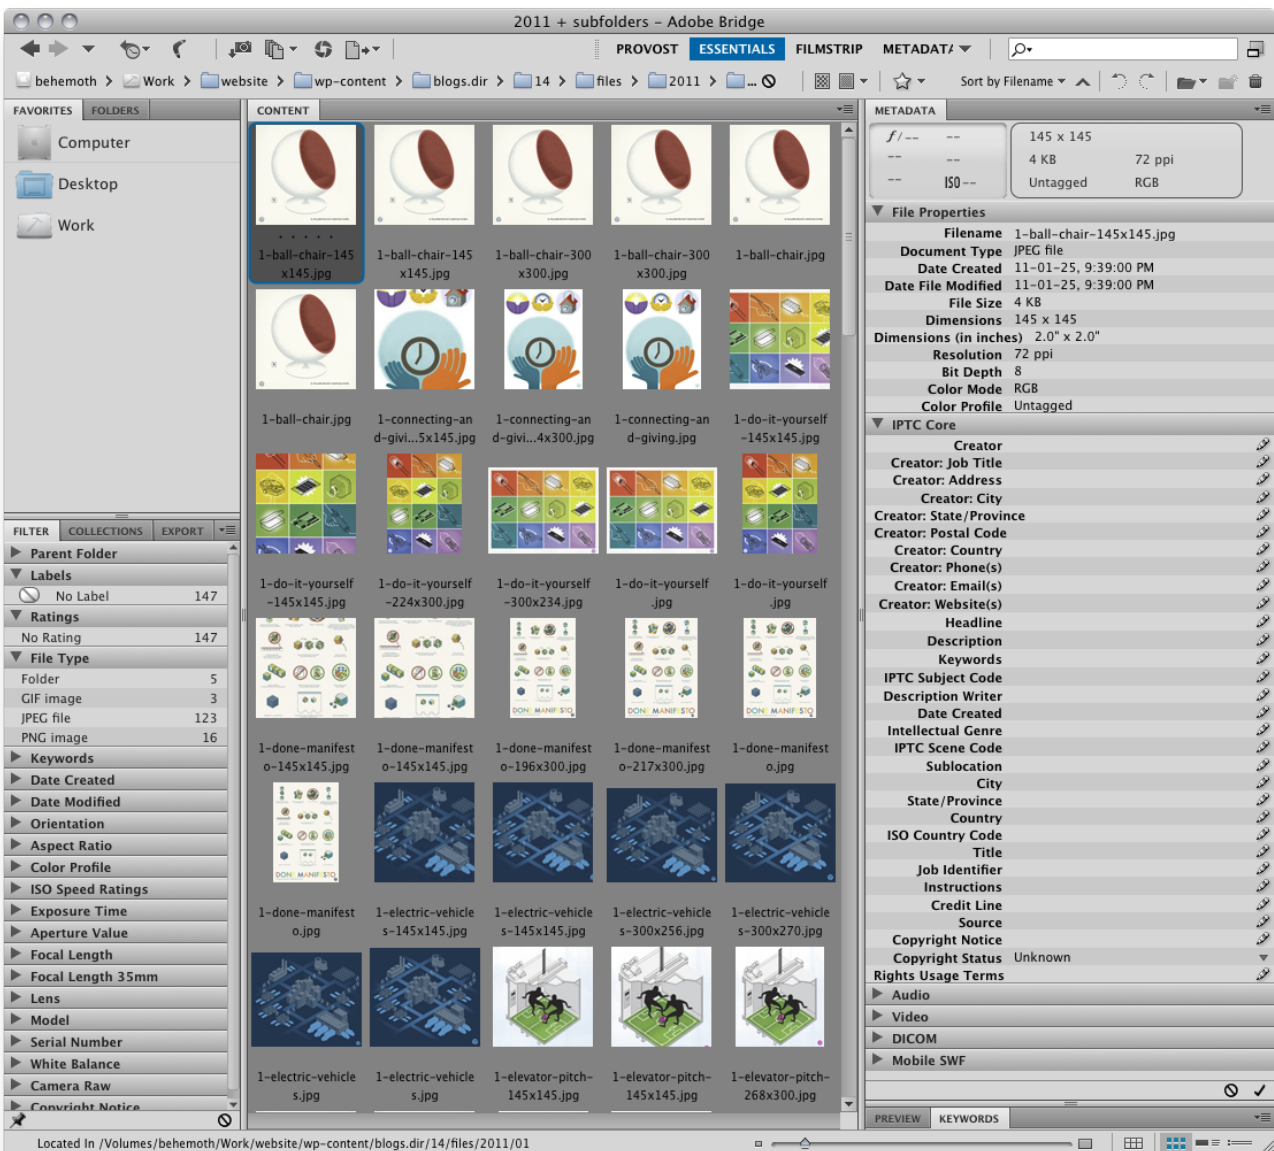 2011 + subfolders – Adobe Bridge
PROVOST ESSENTIALS FILMSTRIP METADATA
behemoth Work website wp-content blogs.dir 14 files 2011 ... Sort by Filename
FAVORITES FOLDERS
Computer
Desktop
Work
FILTER COLLECTIONS EXPORT
Parent Folder
Labels
No Label 147
Ratings
No Rating 147
File Type
Folder 5
GIF image 3
JPEG file 123
PNG image 16
Keywords
Date Created
Date Modified
Orientation
Aspect Ratio
Color Profile
ISO Speed Ratings
Exposure Time
Aperture Value
Focal Length
Focal Length 35mm
Lens
Model
Serial Number
White Balance
Camera Raw
Copyright Notice
CONTENT
1-ball-chair-145 1-ball-chair-145 1-ball-chair-300 1-ball-chair-300 1-ball-chair.jpg
x145.jpg x145.jpg x300.jpg x300.jpg
1-ball-chair.jpg 1-connecting-an 1-connecting-an 1-connecting-an 1-do-it-yourself
d-givi...5x145.jpg d-givi...4x300.jpg d-giving.jpg -145x145.jpg
1-do-it-yourself 1-do-it-yourself 1-do-it-yourself 1-do-it-yourself 1-do-it-yourself
-145x145.jpg -224x300.jpg -300x234.jpg .jpg .jpg
DONE MANIFESTO DONE MANIFESTO DONE MANIFESTO
1-done-manifest 1-done-manifest 1-done-manifest 1-done-manifest 1-done-manifest
o-145x145.jpg o-145x145.jpg o-196x300.jpg o-217x300.jpg o.jpg
DONE MANIFESTO
1-done-manifest 1-electric-vehicle 1-electric-vehicle 1-electric-vehicle 1-electric-vehicle
o.jpg s-145x145.jpg s-145x145.jpg s-300x256.jpg s-300x270.jpg
1-electric-vehicle 1-electric-vehicle 1-elevator-pitch- 1-elevator-pitch- 1-elevator-pitch-
s.jpg s.jpg 145x145.jpg 145x145.jpg 268x300.jpg
METADATA
f/-- -- 145 x 145
-- -- 4 KB 72 ppi
-- ISO -- Untagged RGB
File Properties
Filename 1-ball-chair-145x145.jpg
Document Type JPEG file
Date Created 11-01-25, 9:39:00 PM
Date File Modified 11-01-25, 9:39:00 PM
File Size 4 KB
Dimensions 145 x 145
Dimensions (in inches) 2.0" x 2.0"
Resolution 72 ppi
Bit Depth 8
Color Mode RGB
Color Profile Untagged
IPTC Core
Creator
Creator: Job Title
Creator: Address
Creator: City
Creator: State/Province
Creator: Postal Code
Creator: Country
Creator: Phone(s)
Creator: Email(s)
Creator: Website(s)
Headline
Description
Keywords
IPTC Subject Code
Description Writer
Date Created
Intellectual Genre
IPTC Scene Code
Sublocation
City
State/Province
Country
ISO Country Code
Title
Job Identifier
Instructions
Credit Line
Source
Copyright Notice
Copyright Status Unknown
Rights Usage Terms
Audio
Video
DICOM
Mobile SWF
PREVIEW KEYWORDS
Located In /Volumes/behemoth/Work/website/wp-content/blogs.dir/14/files/2011/01